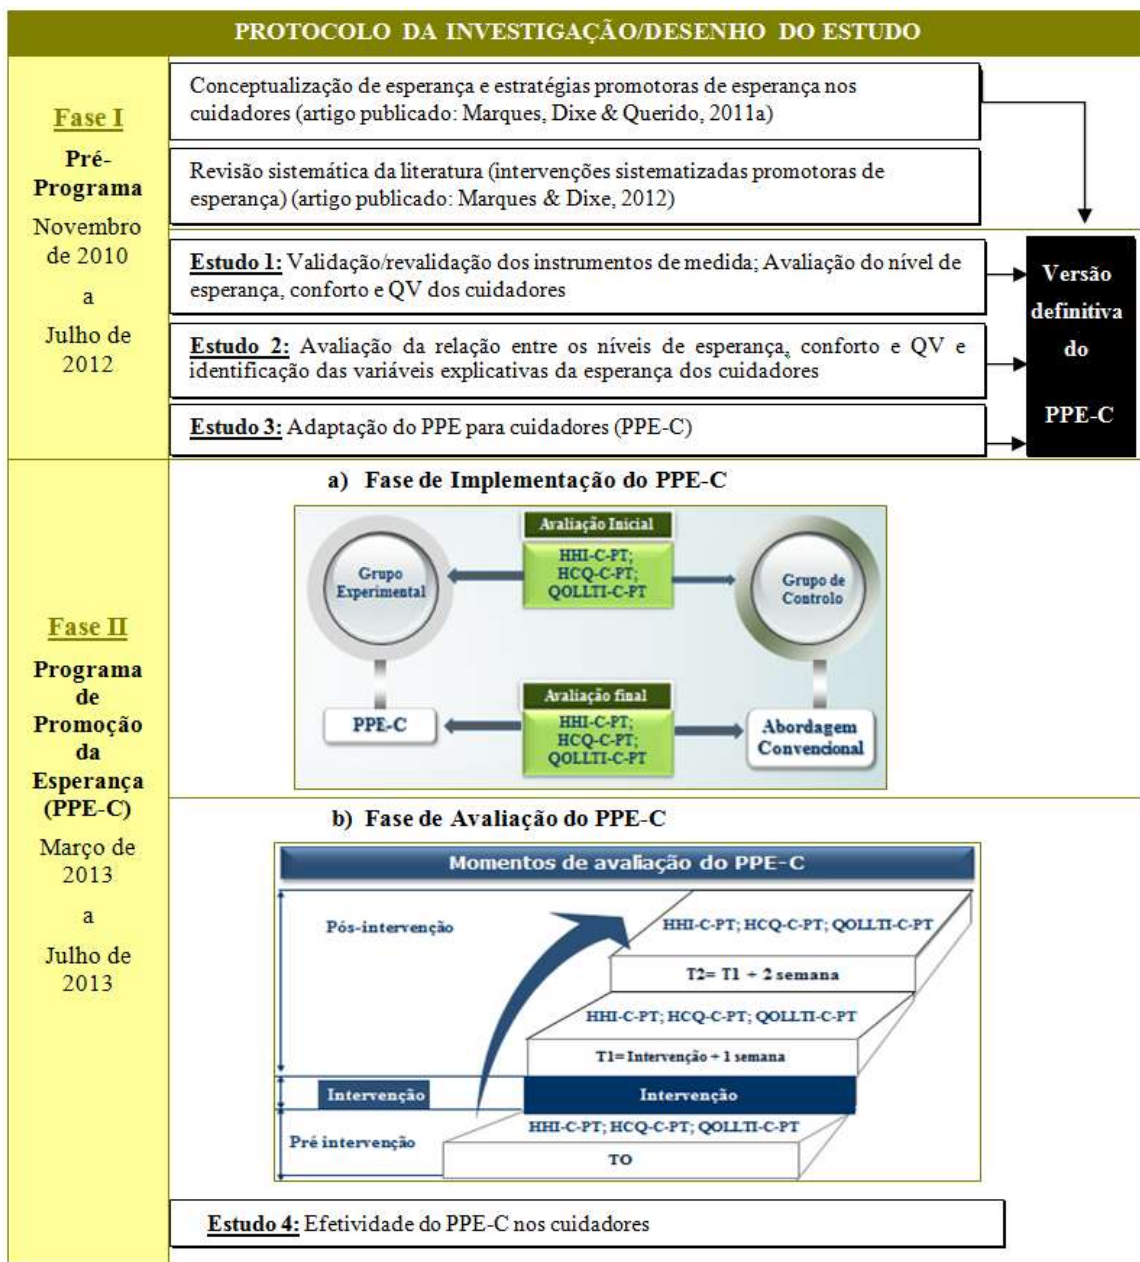 PROTOCOLO DA INVESTIGAÇÃO/DESENHO DO ESTUDO
Fase I
Pré-
Programa
Novembro
de 2010
a
Julho de
2012
Conceptualização de esperança e estratégias promotoras de esperança nos
cuidadores (artigo publicado: Marques, Dixe & Querido, 2011a)
Revisão sistemática da literatura (intervenções sistematizadas promotoras de
esperança) (artigo publicado: Marques & Dixe, 2012)
Estudo 1: Validação/revalidação dos instrumentos de medida; Avaliação do nível de
esperança, conforto e QV dos cuidadores
Estudo 2: Avaliação da relação entre os níveis de esperança, conforto e QV e
identificação das variáveis explicativas da esperança dos cuidadores
Estudo 3: Adaptação do PPE para cuidadores (PPE-C)
Versão
definitiva
do
PPE-C
Fase II
Programa
de
Promoção
da
Esperança
(PPE-C)
Março de
2013
a
Julho de
2013
a) Fase de Implementação do PPE-C
Avaliação Inicial
HHI-C-PT;
HCQ-C-PT;
QOLLTI-C-PT
Grupo
Experimental
Grupo de
Controlo
Avaliação final
HHI-C-PT;
HCQ-C-PT;
QOLLTI-C-PT
PPE-C
Abordagem
Convencional
b) Fase de Avaliação do PPE-C
Momentos de avaliação do PPE-C
Pós-intervenção
HHI-C-PT; HCQ-C-PT; QOLLTI-C-PT
T2= T1 + 2 semana
HHI-C-PT; HCQ-C-PT; QOLLTI-C-PT
T1= Intervenção + 1 semana
Intervenção
Intervenção
HHI-C-PT; HCQ-C-PT; QOLLTI-C-PT
Pré intervenção
TO
Estudo 4: Efetividade do PPE-C nos cuidadores